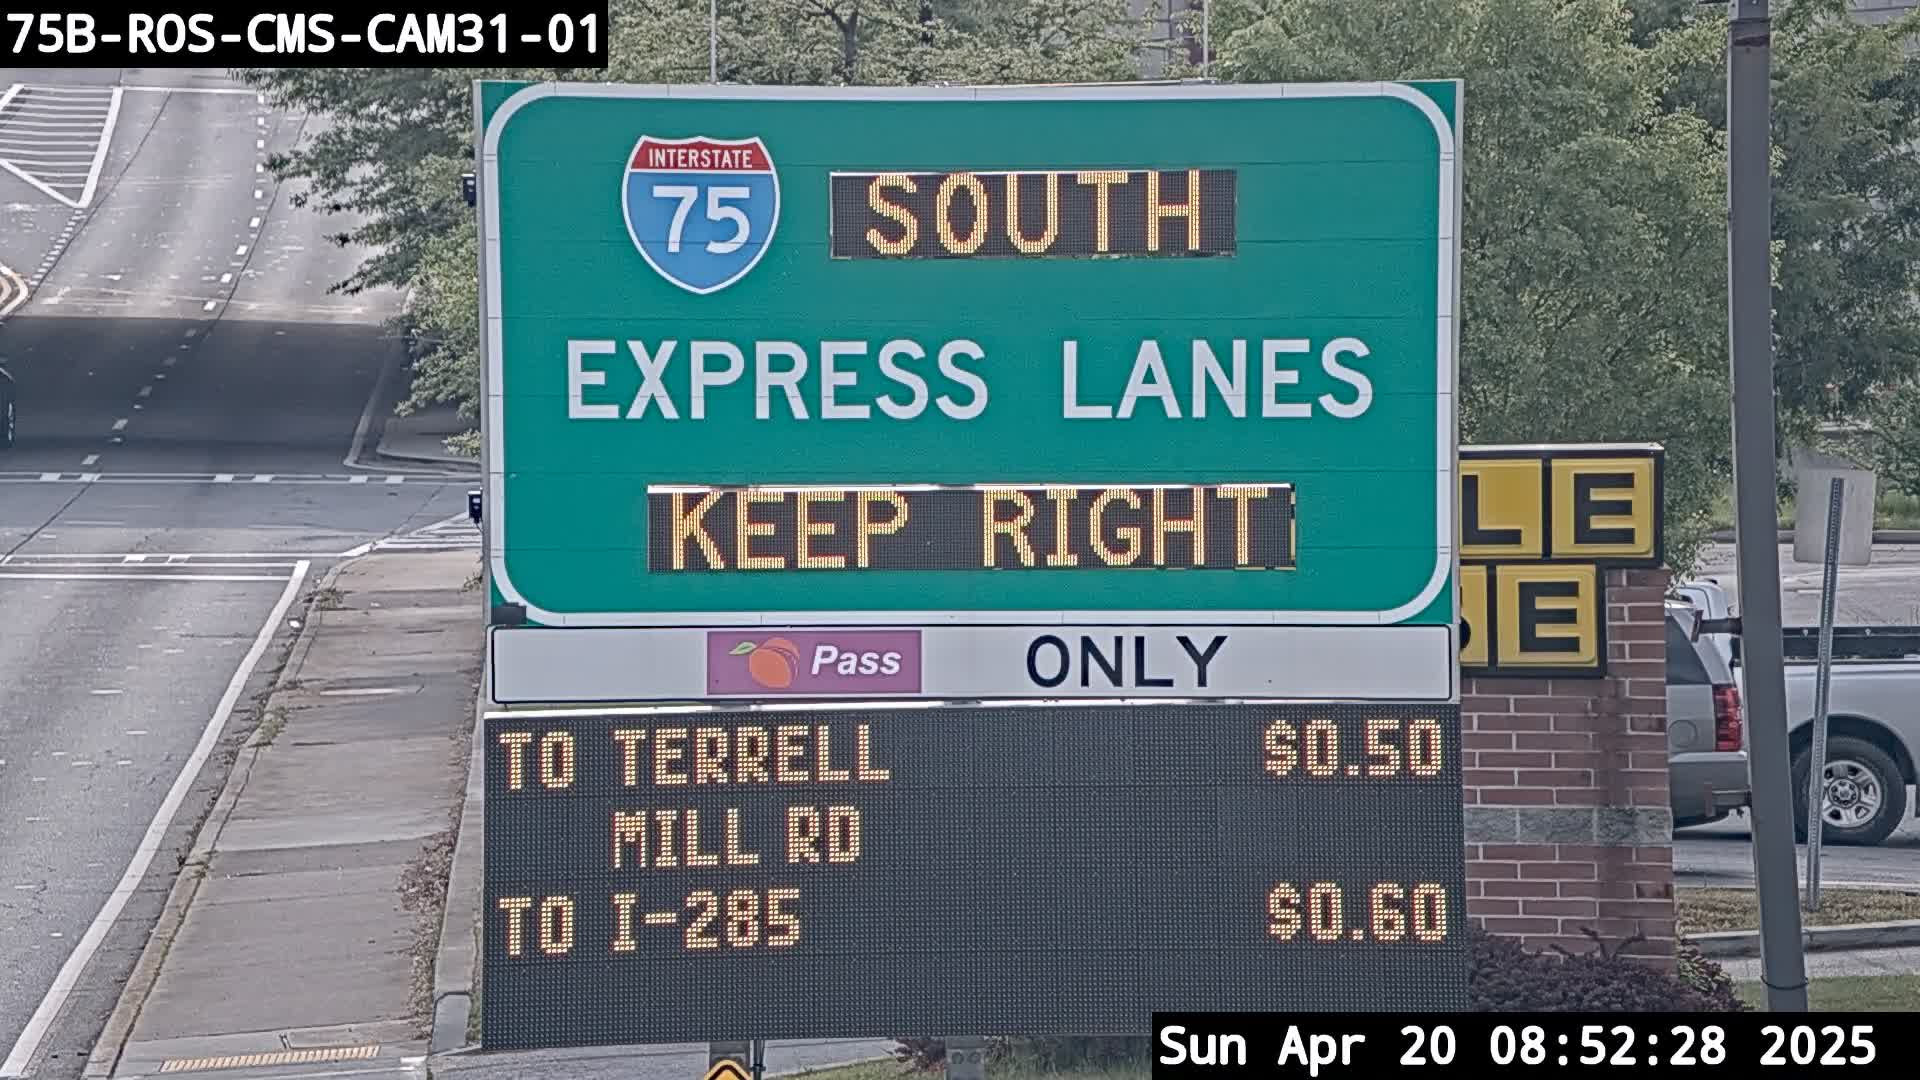 75B-ROS-CMS-CAM31-01
INTERSTATE
75
SOUTH
EXPRESS LANES
KEEP RIGHT
Pass ONLY
TO TERRELL $0.50
MILL RD
TO I-285 $0.60
LE
E
Sun Apr 20 08:52:28 2025